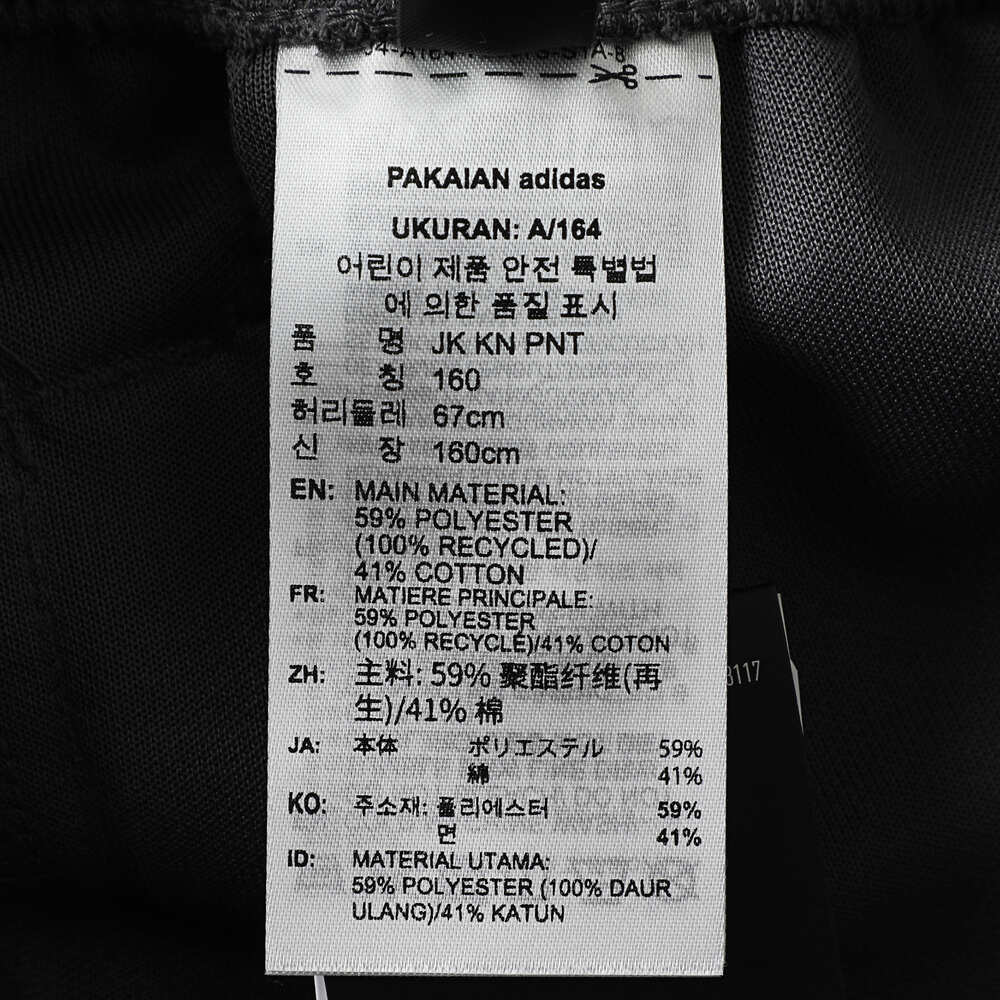 PAKAIAN adidas
UKURAN: A/164
어린이 제품 안전 특별법
에 의한 품질 표시
품 명 JK KN PNT
호 칭 160
허리둘레 67cm
신 장 160cm
EN: MAIN MATERIAL:
59% POLYESTER
(100% RECYCLED)/
41% COTTON
FR: MATIERE PRINCIPALE:
59% POLYESTER
(100% RECYCLÉ)/41% COTON
ZH: 主料: 59% 聚酯纤维(再
生)/41% 棉
JA: 本体 ポリエステル 59%
綿 41%
KO: 주소재: 폴리에스터 59%
면 41%
ID: MATERIAL UTAMA:
59% POLYESTER (100% DAUR
ULANG)/41% KATUN
3117